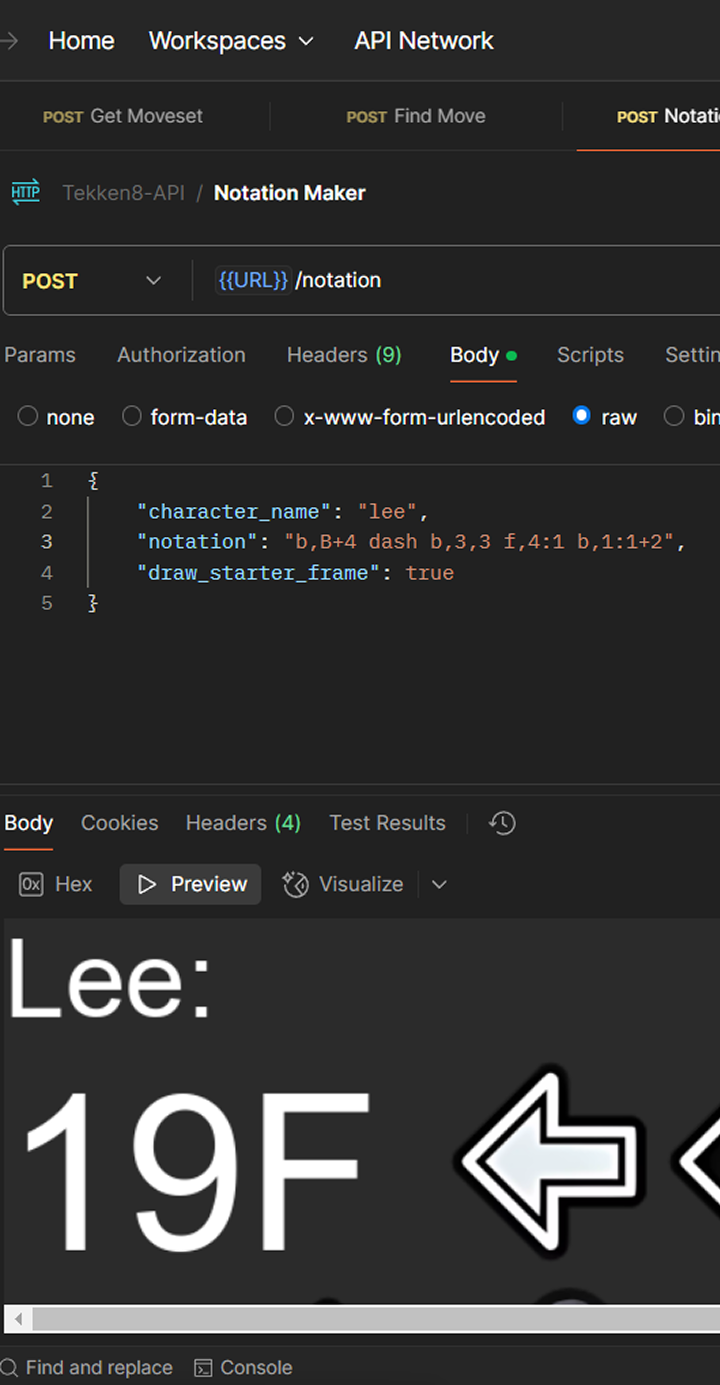 Home Workspaces API Network
POST Get Moveset POST Find Move POST Notati
HTTP Tekken8-API / Notation Maker
POST {{URL}} /notation
Params Authorization Headers (9) Body Scripts Settin
none form-data x-www-form-urlencoded raw bin
1 {
2 "character_name": "lee",
3 "notation": "b,B+4 dash b,3,3 f,4:1 b,1:1+2",
4 "draw_starter_frame": true
5 }
Body Cookies Headers (4) Test Results
0x Hex Preview Visualize
Lee:
19F
Find and replace Console